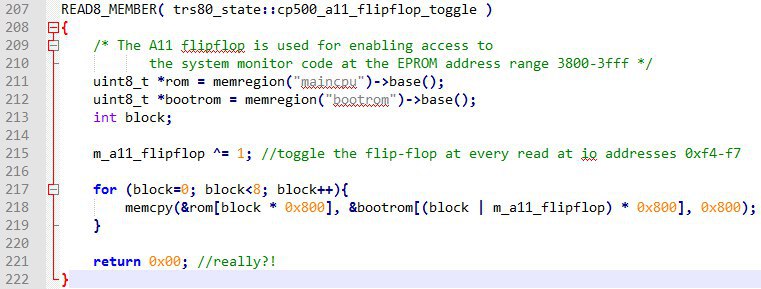 207 READ8_MEMBER( trs80_state::cp500_a11_flipflop_toggle )
208 {
209     /* The A11 flipflop is used for enabling access to
210            the system monitor code at the EPROM address range 3800-3fff */
211     uint8_t *rom = memregion("maincpu")->base();
212     uint8_t *bootrom = memregion("bootrom")->base();
213     int block;
214
215     m_a11_flipflop ^= 1; //toggle the flip-flop at every read at io addresses 0xf4-f7
216
217     for (block=0; block<8; block++){
218         memcpy(&rom[block * 0x800], &bootrom[(block | m_a11_flipflop) * 0x800], 0x800);
219     }
220
221     return 0x00; //really?!
222 }